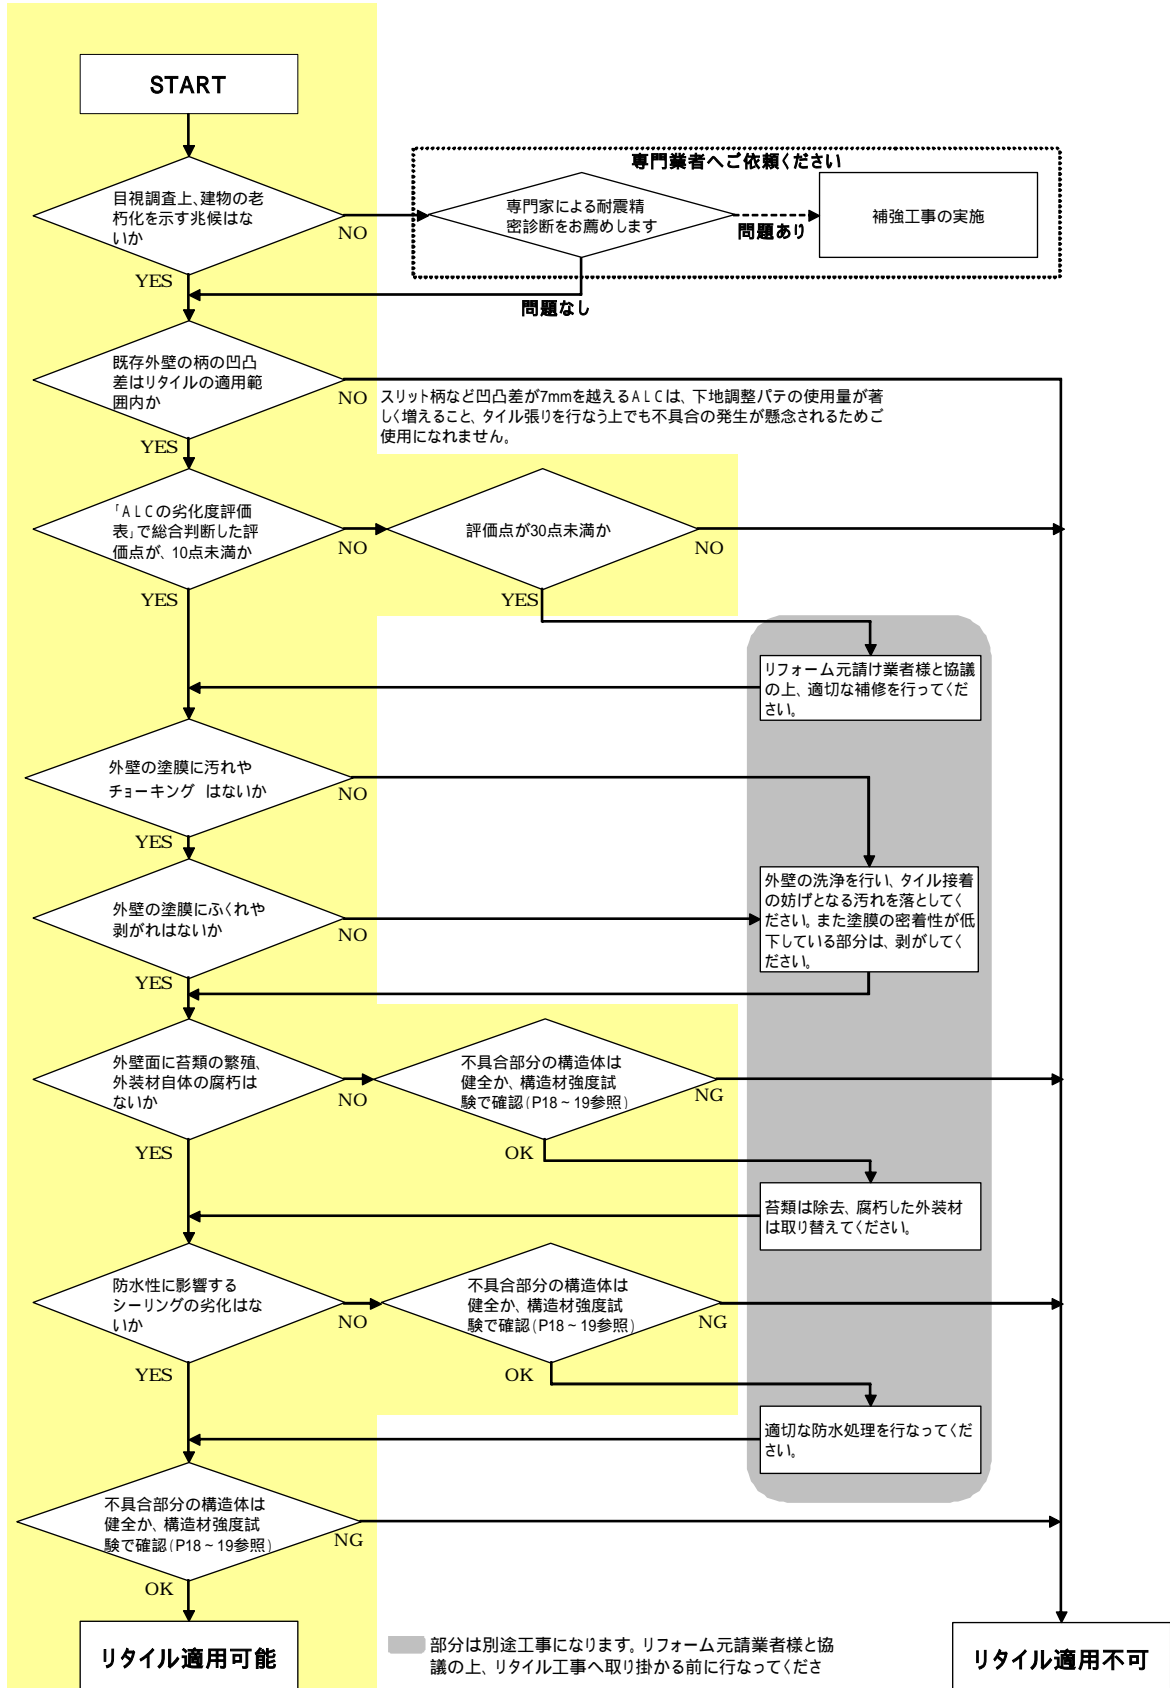 START
専門業者へご依頼ください
目視調査上、建物の老
朽化を示す兆候はな
いか
専門家による耐震精
密診断をお薦めします
補強工事の実施
NO
問題あり
YES
問題なし
既存外壁の柄の凹凸
差はリタイルの適用範
囲内か
NO
スリット柄など凹凸差が7mmを越えるALCは、下地調整パテの使用量が著
しく増えること、タイル張りを行なう上でも不具合の発生が懸念されるためご
使用になれません。
YES
「ALCの劣化度評価
表」で総合判断した評
価点が、10点未満か
NO
評価点が30点未満か
NO
YES
YES
リフォーム元請け業者様と協議
の上、適切な補修を行ってくだ
さい。
外壁の塗膜に汚れや
チョーキング はないか
NO
YES
外壁の塗膜にふくれや
剥がれはないか
NO
外壁の洗浄を行い、タイル接着
の妨げとなる汚れを落としてく
ださい。また塗膜の密着性が低
下している部分は、剥がしてく
ださい。
YES
外壁面に苔類の繁殖、
外装材自体の腐朽は
ないか
NO
不具合部分の構造体は
健全か、構造材強度試
験で確認(P18~19参照)
NG
YES
OK
苔類は除去、腐朽した外装材
は取り替えてください。
防水性に影響する
シーリングの劣化はな
いか
NO
不具合部分の構造体は
健全か、構造材強度試
験で確認(P18~19参照)
NG
YES
OK
適切な防水処理を行なってくだ
さい。
不具合部分の構造体は
健全か、構造材強度試
験で確認(P18~19参照)
NG
OK
リタイル適用可能
部分は別途工事になります。リフォーム元請業者様と協
議の上、リタイル工事へ取り掛かる前に行なってくださ
リタイル適用不可